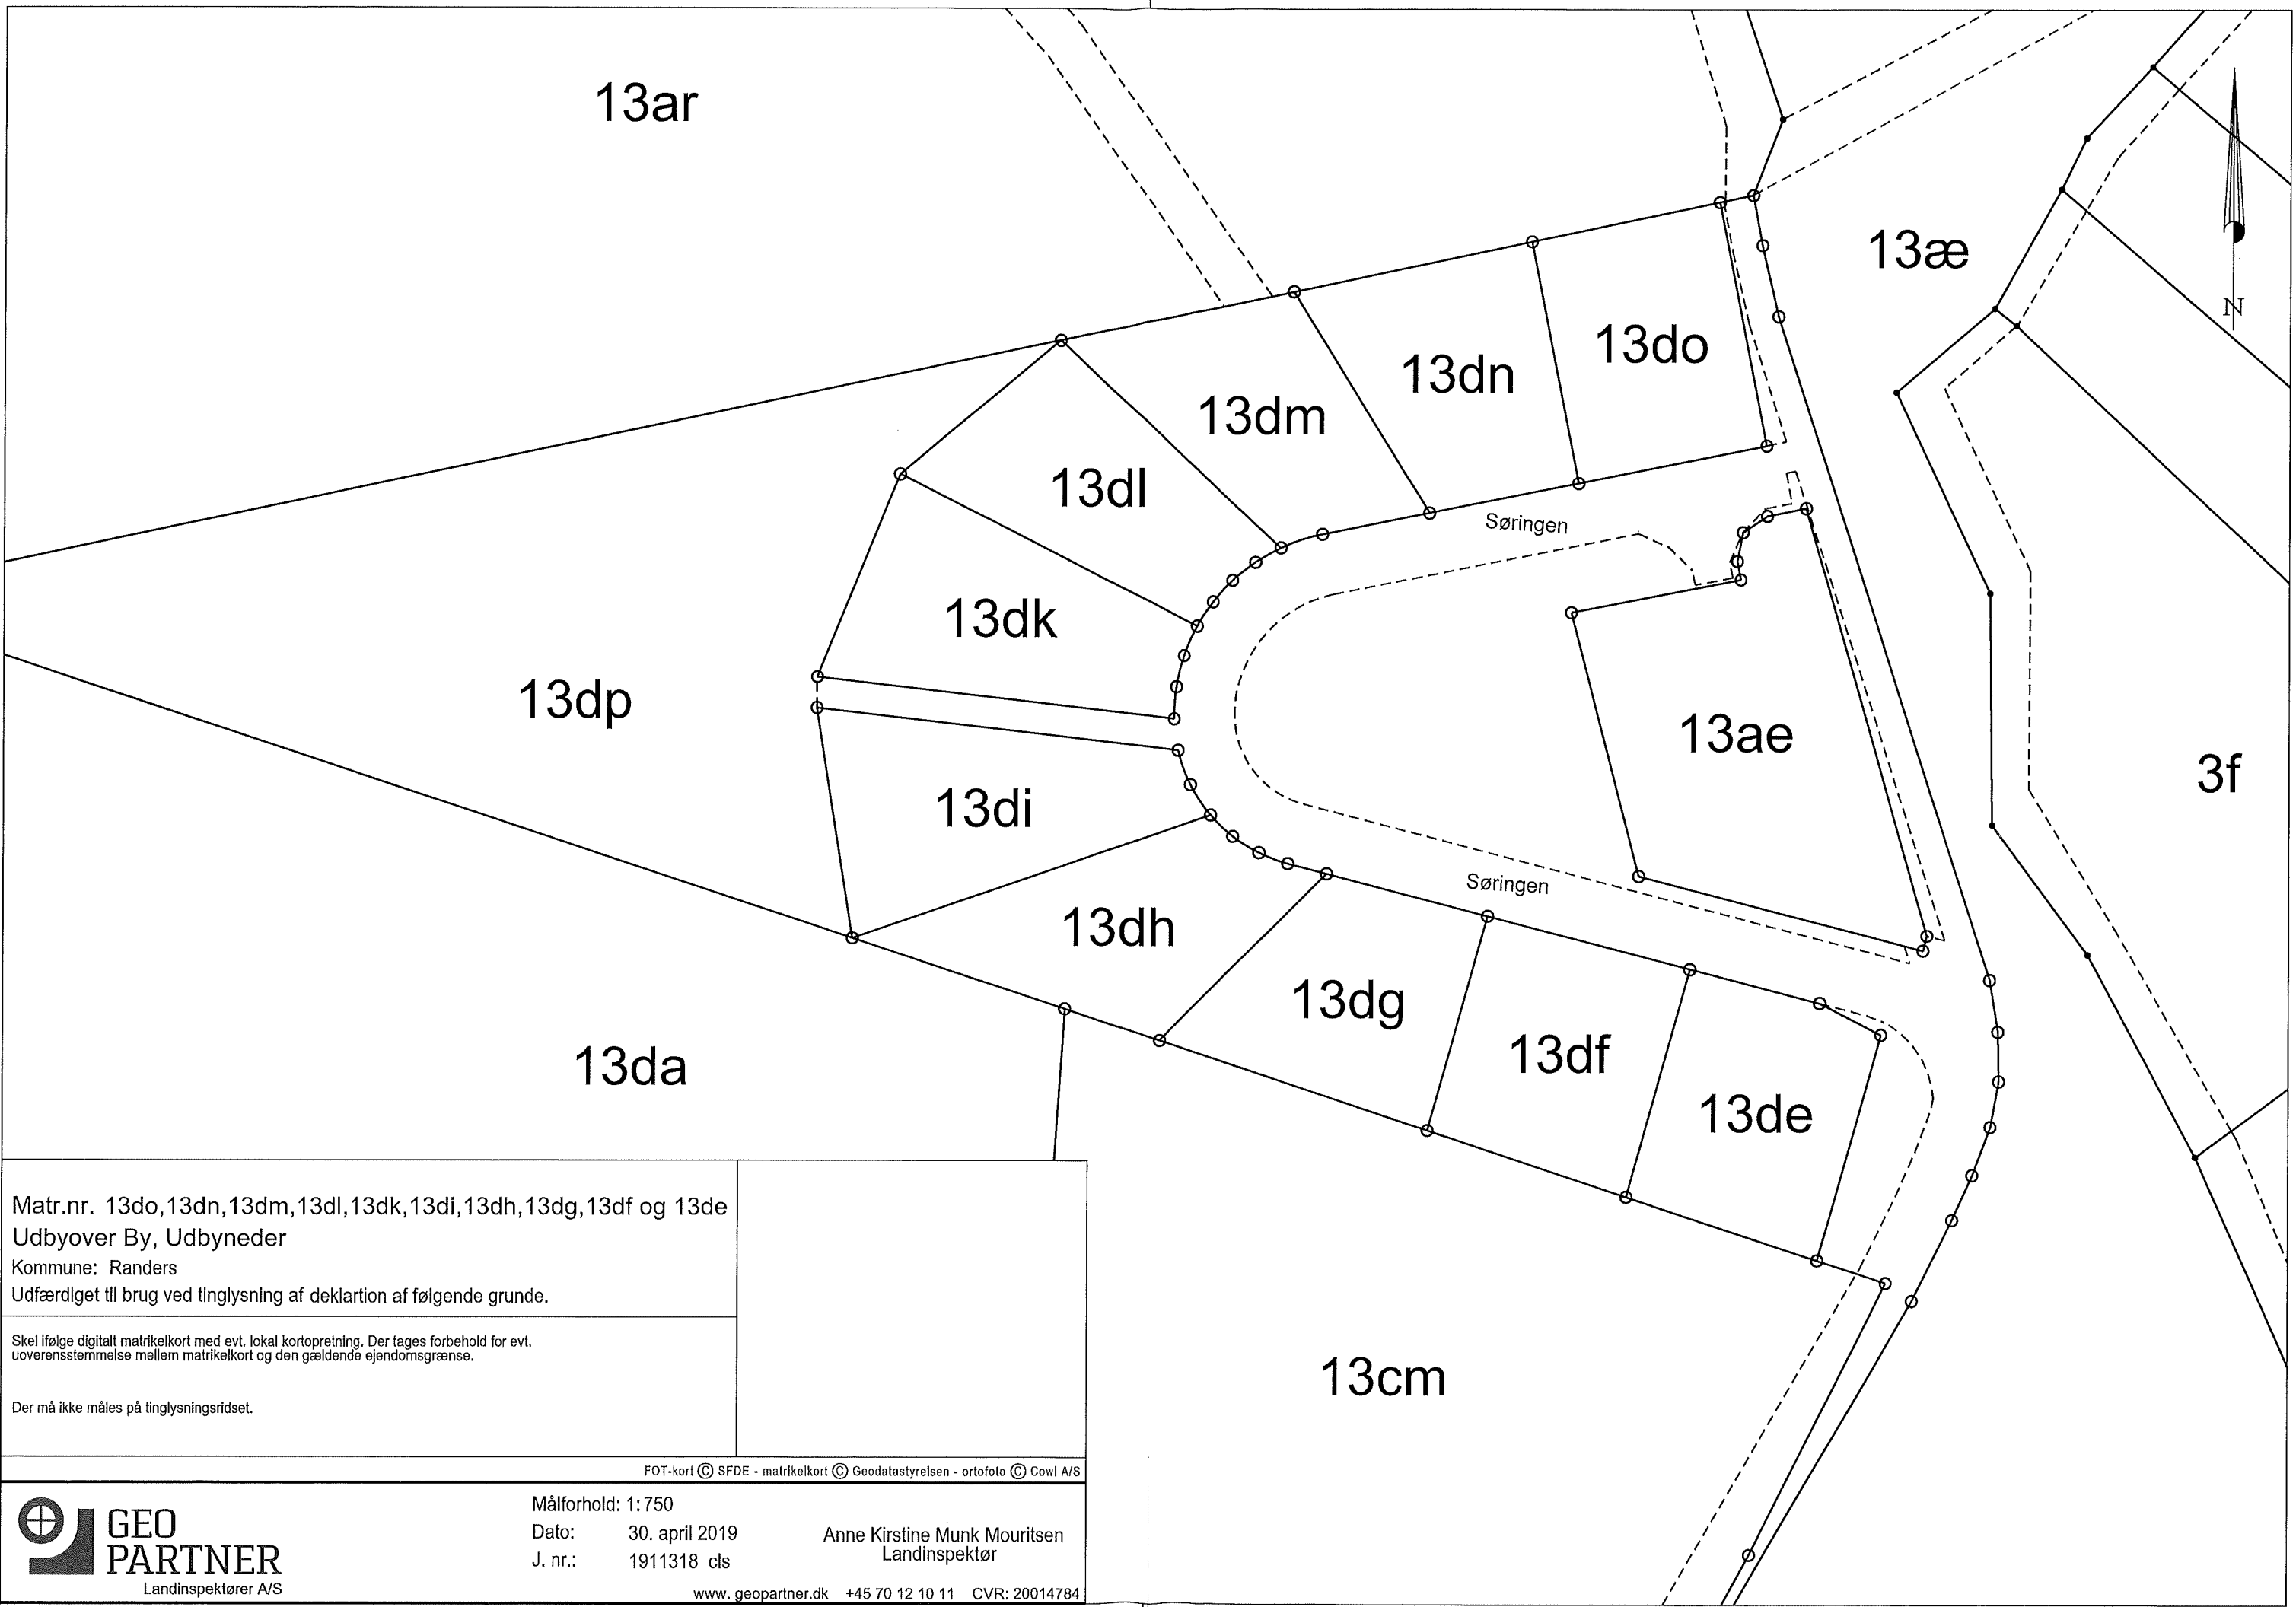 13ar
13æ
N
13do
13dn
13dm
13dl
Søringen
13dk
13dp
13ae
3f
13di
Søringen
13dh
13dg
13df
13da
13de
13cm
Matr.nr. 13do,13dn,13dm,13dl,13dk,13di,13dh,13dg,13df og 13de
Udbyover By, Udbyneder
Kommune: Randers
Udfærdiget til brug ved tinglysning af deklartion af følgende grunde.
Skel ifølge digitalt matrikelkort med evt. lokal kortopretning. Der tages forbehold for evt.
uoverensstemmelse mellem matrikelkort og den gældende ejendomsgrænse.
Der må ikke måles på tinglysningsridset.
FOT-kort © SFDE - matrikelkort © Geodatastyrelsen - ortofoto © Cowi A/S
GEO
PARTNER
Landinspektører A/S
Målforhold: 1:750
Dato: 30. april 2019
J. nr.: 1911318 cls
Anne Kirstine Munk Mouritsen
Landinspektør
www. geopartner.dk +45 70 12 10 11 CVR: 20014784